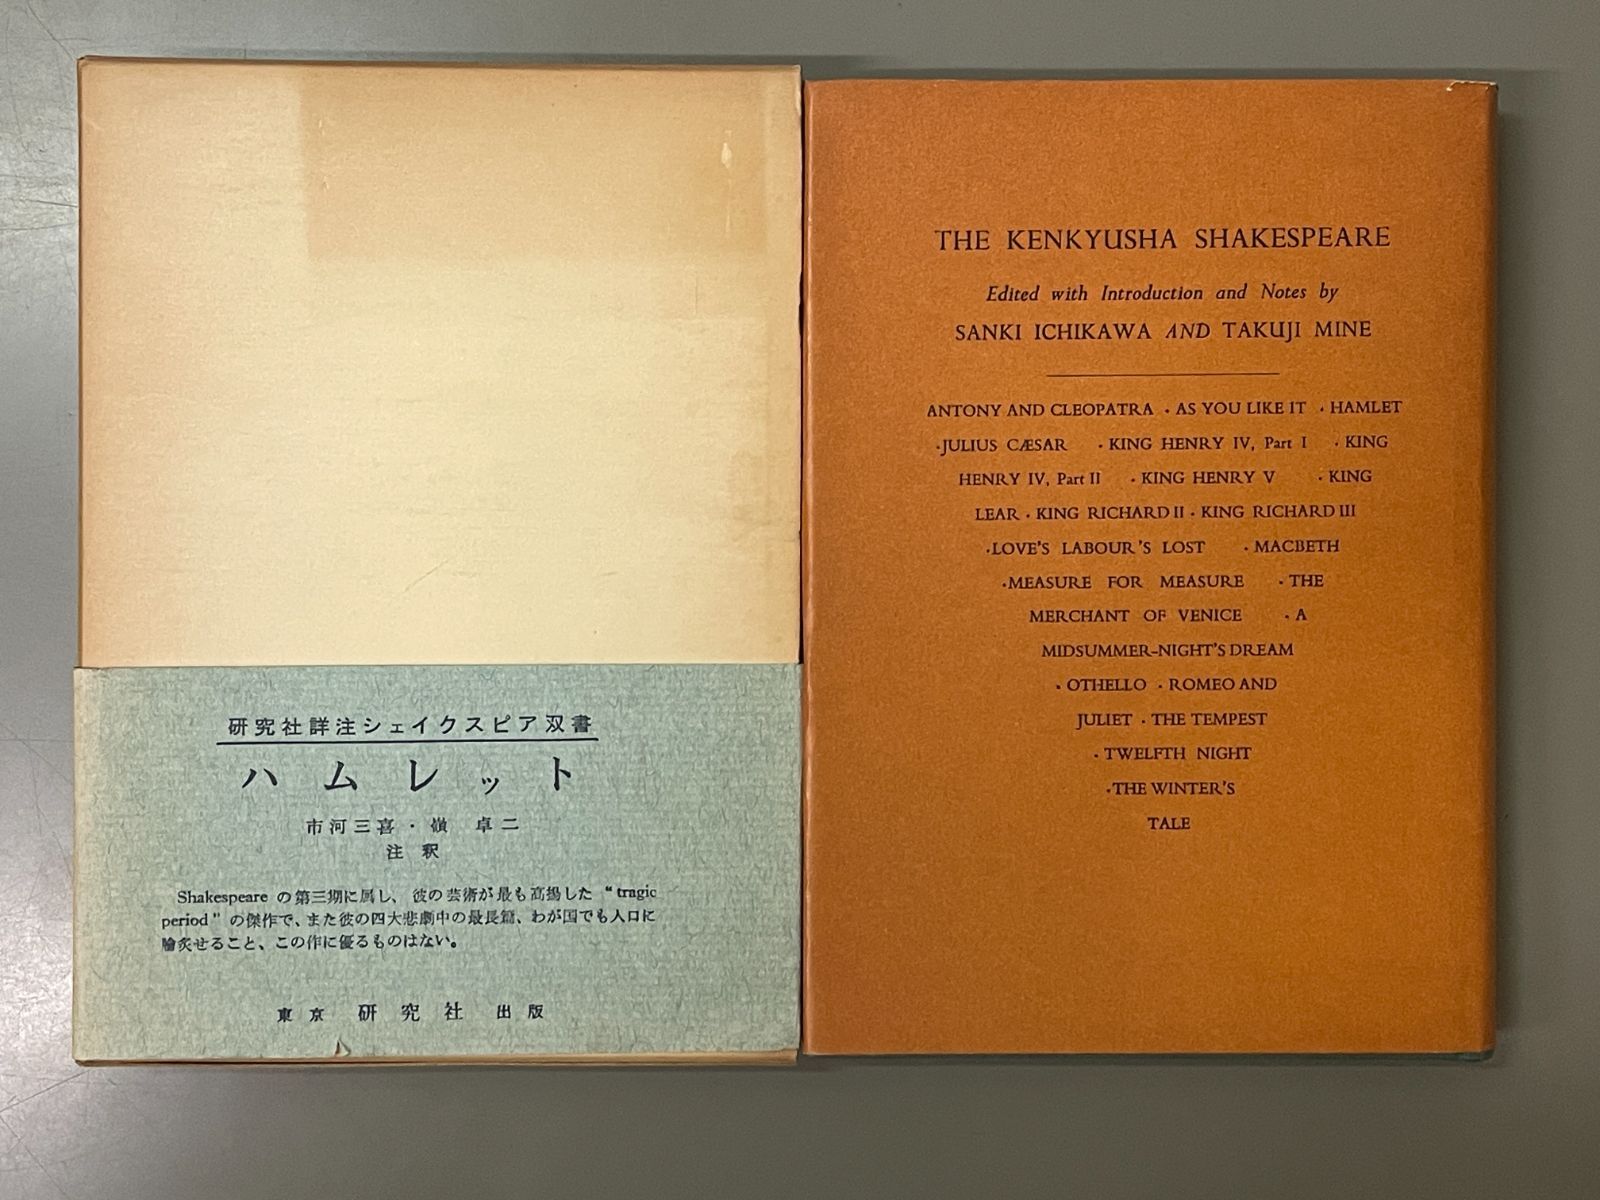 研究社詳注シェイクスピア双書
ハムレット
市河三喜・嶺 卓二
注釈
Shakespeare の第三期に属し、彼の芸術が最も高揚した “tragic
period” の傑作で、また彼の四大悲劇中の最長篇、わが国でも人口に
膾炙せること、この作に優るものはない。
東京 研究社 出版
THE KENKYUSHA SHAKESPEARE
Edited with Introduction and Notes by
SANKI ICHIKAWA AND TAKUJI MINE
ANTONY AND CLEOPATRA · AS YOU LIKE IT · HAMLET
· JULIUS CÆSAR · KING HENRY IV, Part I · KING
HENRY IV, Part II · KING HENRY V · KING
LEAR · KING RICHARD II · KING RICHARD III
· LOVE'S LABOUR'S LOST · MACBETH
· MEASURE FOR MEASURE · THE
MERCHANT OF VENICE · A
MIDSUMMER-NIGHT'S DREAM
· OTHELLO · ROMEO AND
JULIET · THE TEMPEST
· TWELFTH NIGHT
· THE WINTER'S
TALE